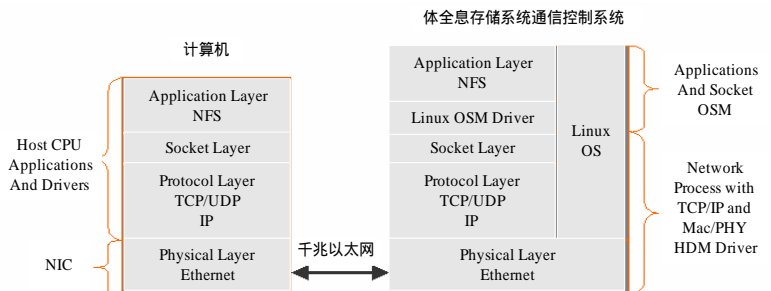 体全息存储系统通信控制系统
计算机
Host CPU
Applications
And Drivers
NIC
Application Layer
NFS
Socket Layer
Protocol Layer
TCP/UDP
IP
Physical Layer
Ethernet
千兆以太网
Application Layer
NFS
Linux OSM Driver
Socket Layer
Protocol Layer
TCP/UDP
IP
Linux
OS
Physical Layer
Ethernet
Applications
And Socket
OSM
Network
Process with
TCP/IP and
Mac/PHY
HDM Driver